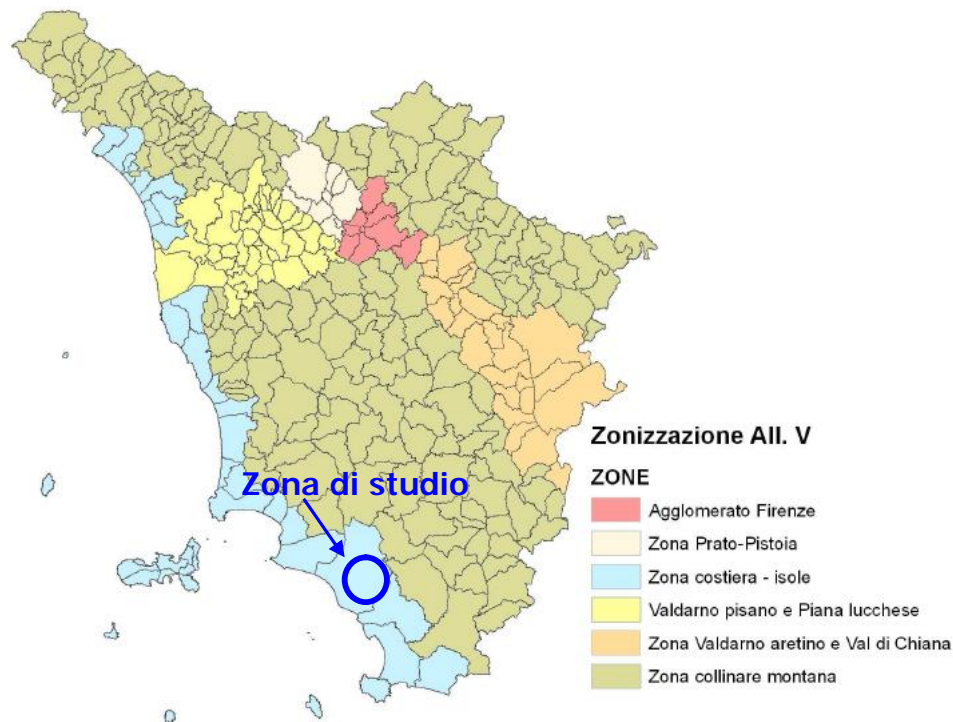 Zona di studio
Zonizzazione All. V
ZONE
Agglomerato Firenze
Zona Prato-Pistoia
Zona costiera - isole
Valdarno pisano e Piana lucchese
Zona Valdarno aretino e Val di Chiana
Zona collinare montana